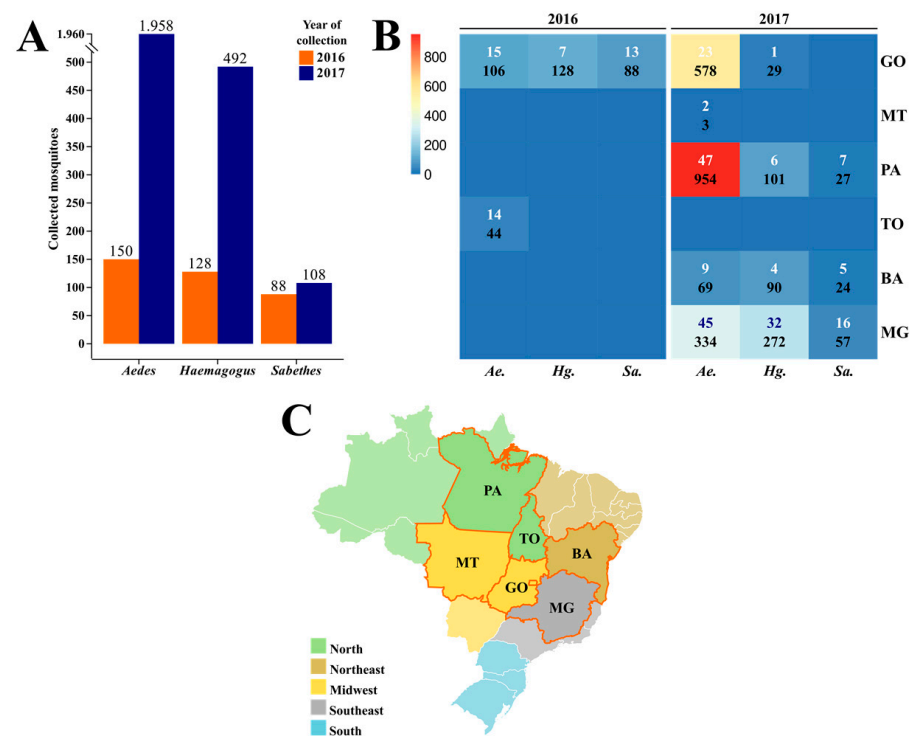 A
Year of
collection
2016
2017
Collected mosquitoes
1.960
500
450
400
350
300
250
200
150
100
50
0
150
1.958
128
492
88
108
Aedes
Haemagogus
Sabethes
B
2016
2017
800
600
400
200
0
15
7
13
23
1
GO
106
128
88
578
29
2
MT
3
47
6
7
PA
954
101
27
14
TO
44
9
4
5
BA
69
90
24
45
32
16
MG
334
272
57
Ae.
Hg.
Sa.
Ae.
Hg.
Sa.
C
PA
TO
MT
BA
GO
MG
North
Northeast
Midwest
Southeast
South